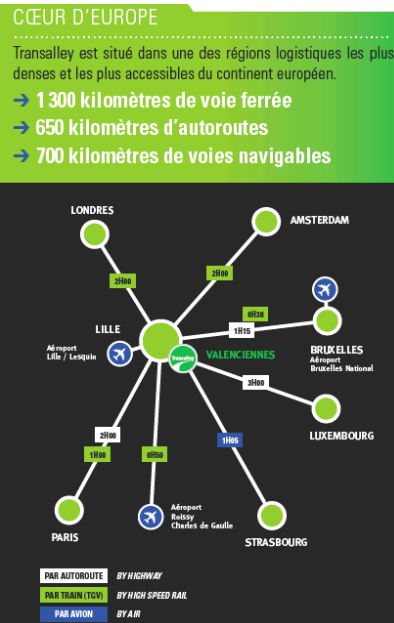 CŒUR D'EUROPE
Transalley est situé dans une des régions logistiques les plus
denses et les plus accessibles du continent européen.
→ 1 300 kilomètres de voie ferrée
→ 650 kilomètres d'autoroutes
→ 700 kilomètres de voies navigables
LONDRES
AMSTERDAM
2H00
2H00
0H38
1H15
LILLE
Aéroport
Lille / Lesquin
Transalley
VALENCIENNES
BRUXELLES
Aéroport
Bruxelles National
3H00
LUXEMBOURG
2H00
1H00
0H50
1H05
PARIS
Aéroport
Roissy
Charles de Gaulle
STRASBOURG
PAR AUTOROUTE BY HIGHWAY
PAR TRAIN (TGV) BY HIGH SPEED RAIL
PAR AVION BY AIR